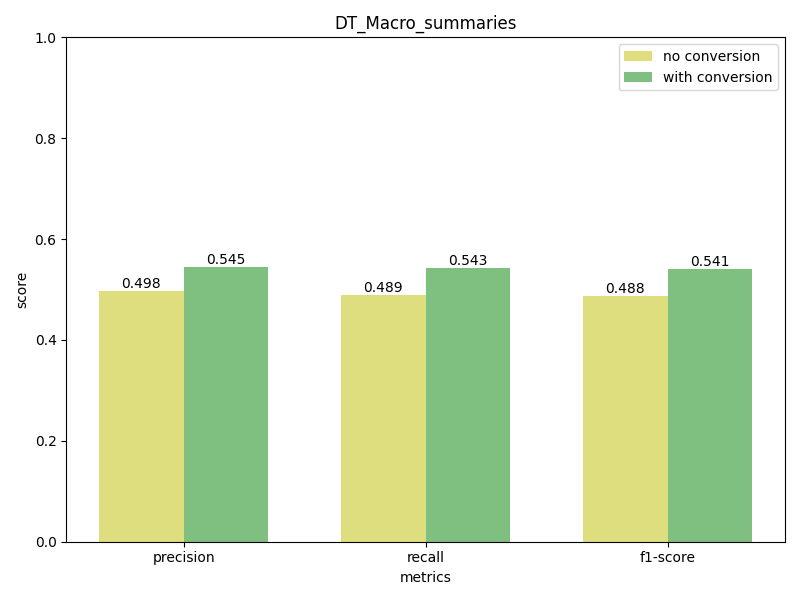 DT_Macro_summaries
1.0
0.8
0.6
0.4
0.2
0.0
score
no conversion
with conversion
0.498
0.545
0.489
0.543
0.488
0.541
precision
recall
f1-score
metrics